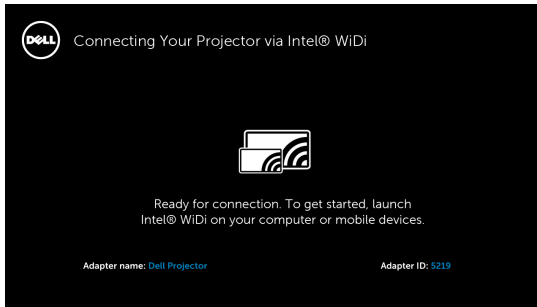 DELL
Connecting Your Projector via Intel® WiDi
Ready for connection. To get started, launch
Intel® WiDi on your computer or mobile devices.
Adapter name: Dell Projector Adapter ID: 5219